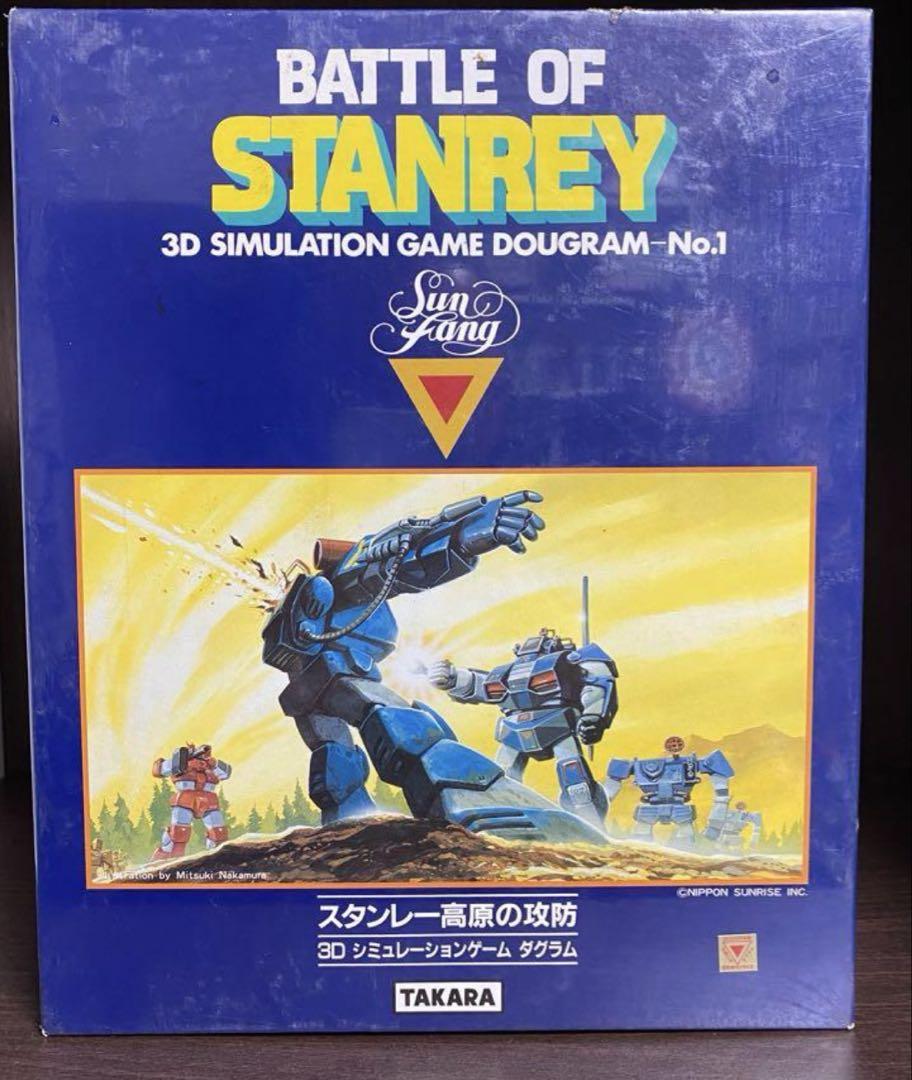 BATTLE OF
STANREY
3D SIMULATION GAME DOUGRAM-No.1
Sun
Fang
Illustration by Mitsuki Nakamura
©NIPPON SUNRISE INC.
スタンレー高原の攻防
3D シミュレーションゲーム ダグラム
TAKARA